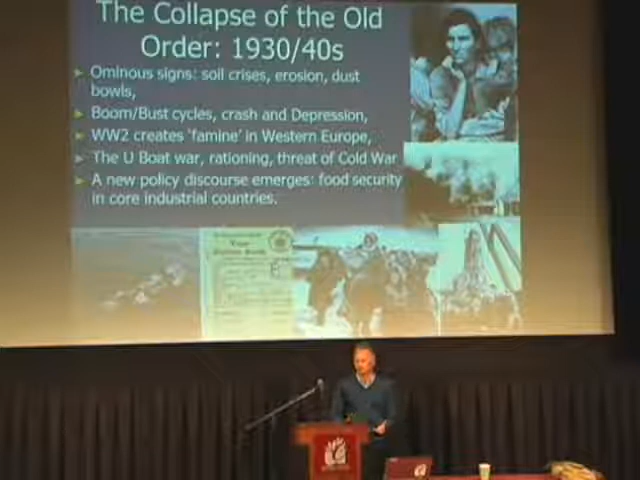 The Collapse of the Old
Order: 1930/40s
Ominous signs: soil crises, erosion, dust
bowls,
Boom/Bust cycles, crash and Depression,
WW2 creates 'famine' in Western Europe,
The U Boat war, rationing, threat of Cold War
A new policy discourse emerges: food security
in core industrial countries.